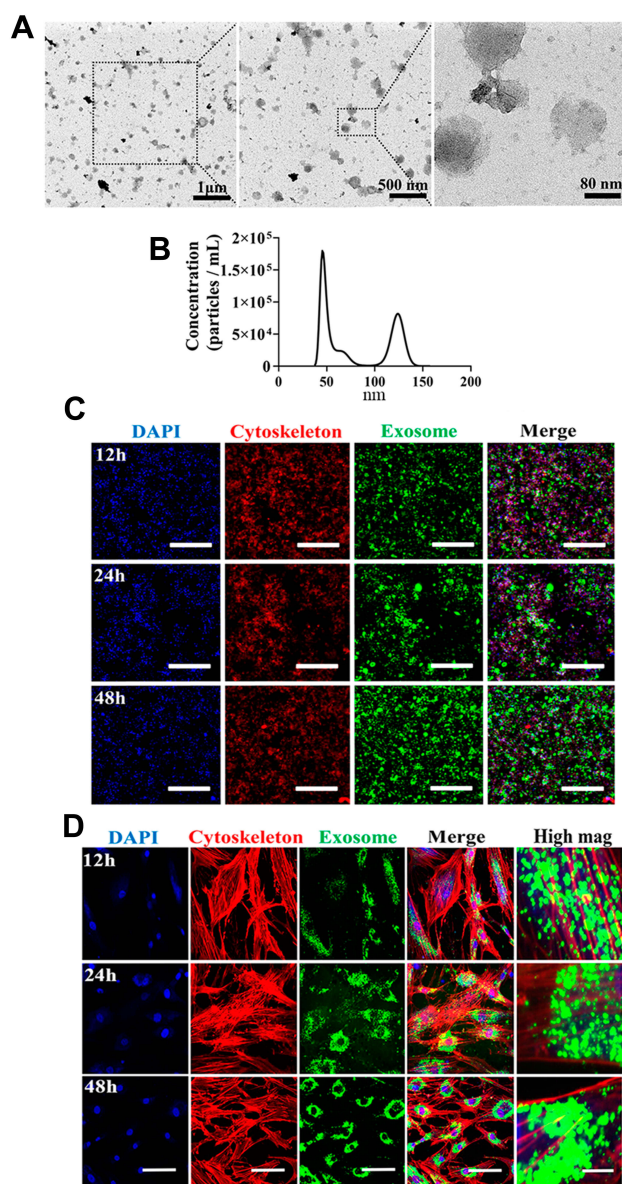 A
1μm
500 nm
80 nm
B
Concentration
(particles / mL)
2×10⁵
1.5×10⁵
1×10⁵
5×10⁴
0
0 50 100 150 200
nm
C
DAPI Cytoskeleton Exosome Merge
12h
24h
48h
D
DAPI Cytoskeleton Exosome Merge High mag
12h
24h
48h